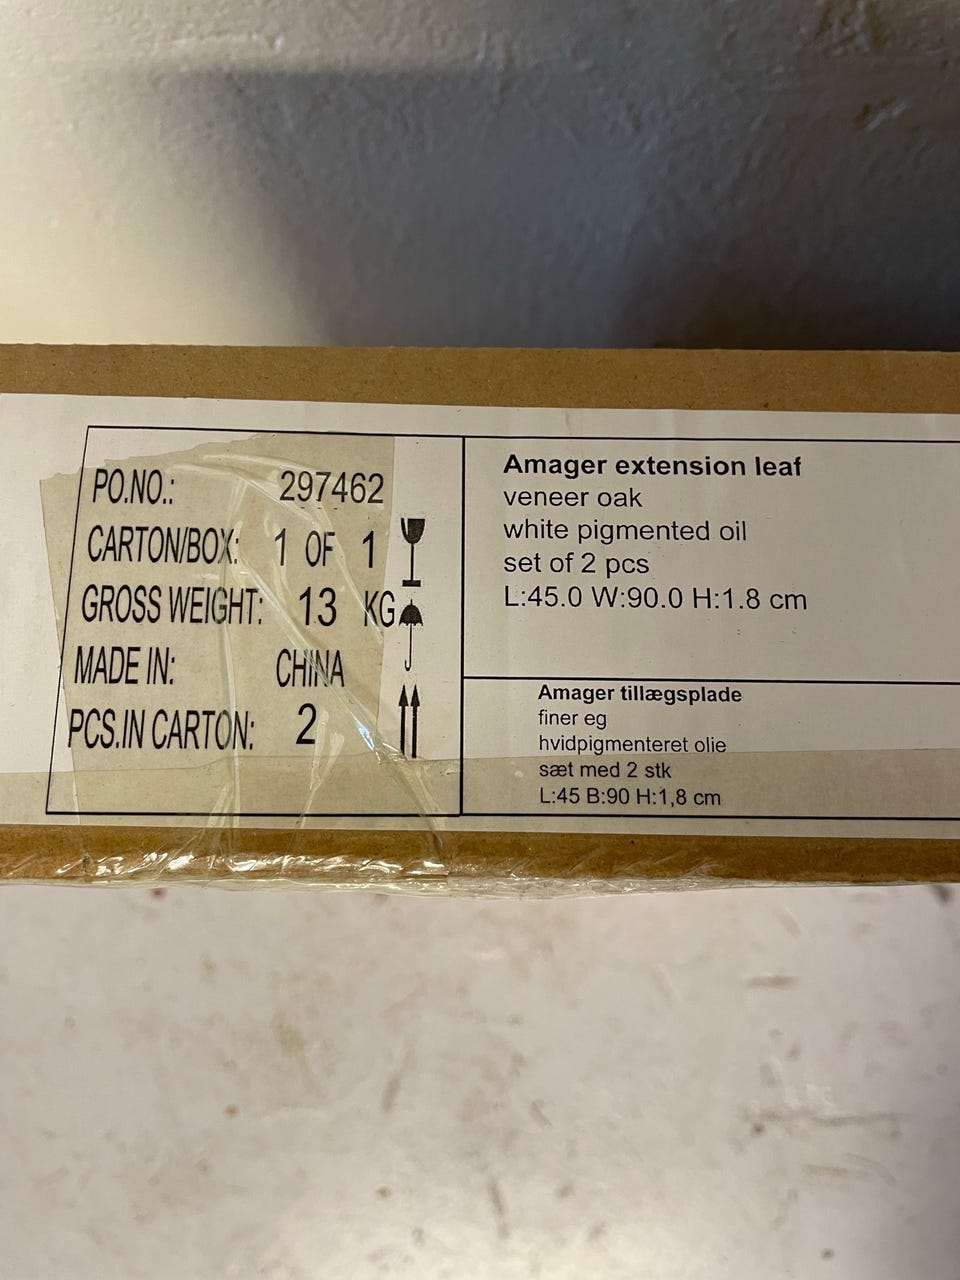 PO.NO.: 297462
CARTON/BOX: 1 OF 1
GROSS WEIGHT: 13 KG
MADE IN: CHINA
PCS.IN CARTON: 2
Amager extension leaf
veneer oak
white pigmented oil
set of 2 pcs
L:45.0 W:90.0 H:1.8 cm
Amager tillægsplade
finer eg
hvidpigmenteret olie
sæt med 2 stk
L:45 B:90 H:1,8 cm